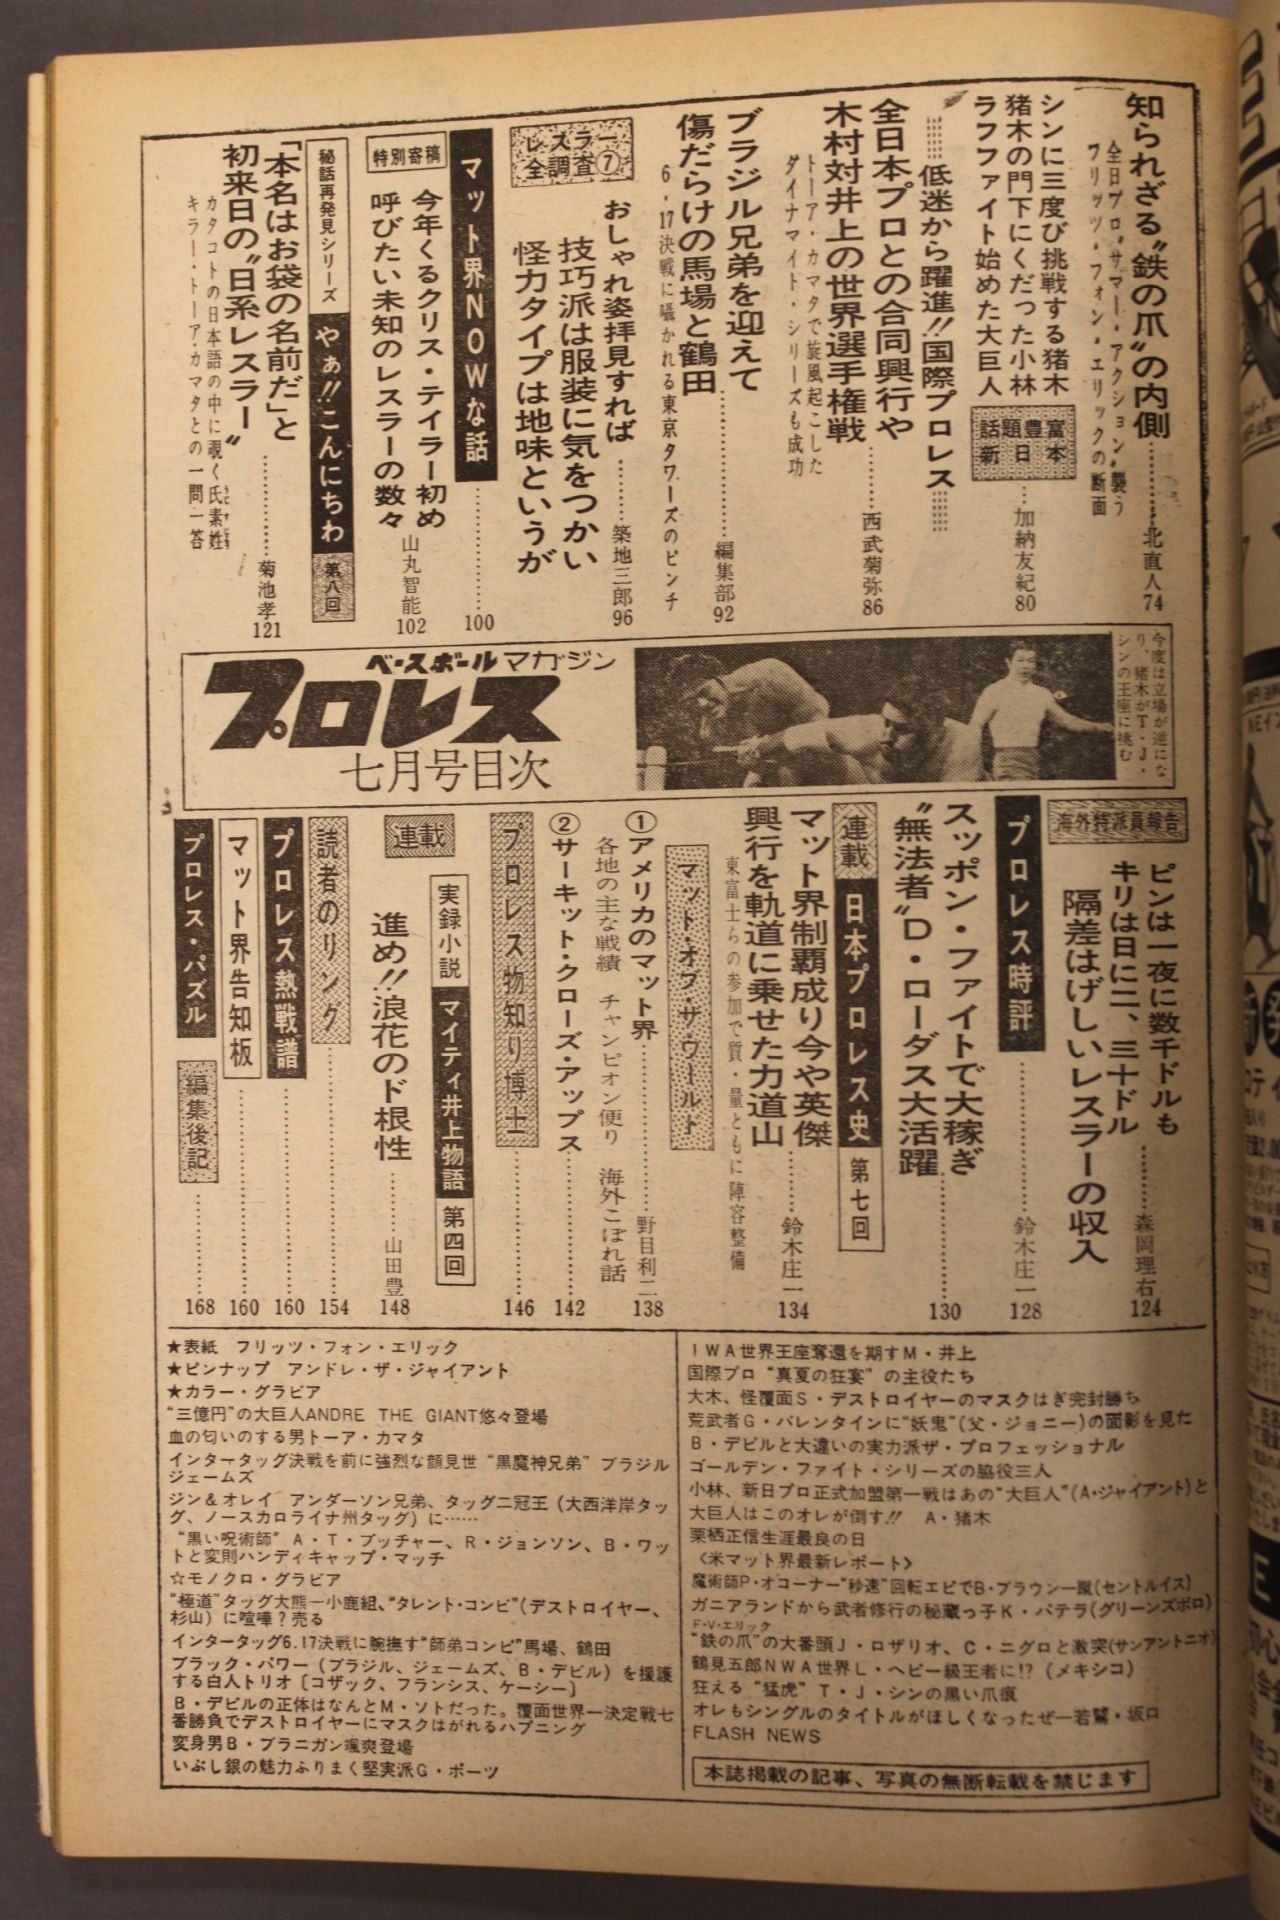 知られざる“鉄の爪”の内側……北直人74
全日プロ“サマー・アクション”襲う
フリッツ・フォン・エリックの断面
シンに三度び挑戦する猪木
猪木の門下にくだった小林
ラフファイト始めた大巨人
話題豊富
新日本
…加納友紀80
低迷から躍進!!国際プロレス
全日本プロとの合同興行や
木村対井上の世界選手権戦……西武菊弥86
トーア・カマタで旋風起こした
ダイナマイト・シリーズも成功
ブラジル兄弟を迎えて
傷だらけの馬場と鶴田……編集部92
6・17決戦に囁かれる東京タワーズのピンチ
レスラー
全調査⑦
おしゃれ姿拝見すれば……築地三郎96
技巧派は服装に気をつかい
怪力タイプは地味というが
マット界NOWな話……100
特別寄稿
今年くるクリス・テイラー初め
呼びたい未知のレスラーの数々
山丸智能102
秘話再発見シリーズ やぁ!!こんにちわ 第八回
「本名はお袋の名前だ」と
初来日の“日系レスラー”……菊池孝121
カタコトの日本語の中に覗く氏素姓
キラー・トーア・カマタとの一問一答
ベースボールマガジン
プロレス
七月号目次
今度は立場が逆にな
り、猪木がT・J・
シンの王座に挑む
海外特派員報告
ピンは一夜に数千ドルも
キリは日に二、三十ドル
隔差はげしいレスラーの収入
……森岡理右124
プロレス時評……鈴木庄一128
スッポン・ファイトで大稼ぎ
“無法者”D・ローダス大活躍……130
連載 日本プロレス史 第七回
マット界制覇成り今や英傑
興行を軌道に乗せた力道山
……鈴木庄一134
東富士らの参加で質・量ともに陣容整備
マット・オブ・ザ・ワールド
①アメリカのマット界……野目利二138
各地の主な戦績 チャンピオン便り 海外こぼれ話
②サーキット・クローズ・アップス……142
プロレス物知り博士……146
連載
実録小説 マイティ井上物語 第四回
進め!!浪花のド根性……山田豊148
読者のリング……154
プロレス熱戦譜……160
マット界告知板……160
プロレス・パズル
編集後記……168
★表紙 フリッツ・フォン・エリック
★ピンナップ アンドレ・ザ・ジャイアント
★カラー・グラビア
“三億円”の大巨人ANDRE THE GIANT悠々登場
血の匂いのする男トーア・カマタ
インタータッグ決戦を前に強烈な顔見世“黒魔神兄弟”ブラジル
ジェームズ
ジン&オレイ アンダーソン兄弟、タッグ二冠王(大西洋岸タッ
グ、ノースカロライナ州タッグ)に……
“黒い呪術師”A・T・ブッチャー、R・ジョンソン、B・ワッ
トと変則ハンディキャップ・マッチ
☆モノクロ・グラビア
“極道”タッグ大熊―小鹿組、“タレント・コンビ”(デストロイヤー、
杉山)に喧嘩?売る
インタータッグ6.17決戦に腕撫す“師弟コンビ”馬場、鶴田
ブラック・パワー(ブラジル、ジェームズ、B・デビル)を援護
する白人トリオ〔コザック、フランシス、ケーシー〕
B・デビルの正体はなんとM・ソトだった。覆面世界一決定戦七
番勝負でデストロイヤーにマスクはがれるハプニング
変身男B・ブラニガン颯爽登場
いぶし銀の魅力ふりまく堅実派G・ポーツ
IWA世界王座奪還を期すM・井上
国際プロ“真夏の狂宴”の主役たち
大木、怪覆面S・デストロイヤーのマスクはぎ完封勝ち
荒武者G・バレンタインに“妖鬼”(父・ジョニー)の面影を見た
B・デビルと大違いの実力派ザ・プロフェッショナル
ゴールデン・ファイト・シリーズの脇役三人
小林、新日プロ正式加盟第一戦はあの“大巨人”(A・ジャイアント)と
大巨人はこのオレが倒す!! A・猪木
栗栖正信生涯最良の日
〈米マット界最新レポート〉
魔術師P・オコーナー“秒速”回転エビでB・ブラウン一蹴(セントルイス)
ガニアランドから武者修行の秘蔵っ子K・パテラ(グリーンズボロ)
F・V・エリック
“鉄の爪”の大番頭J・ロザリオ、C・ニグロと激突(サンアントニオ)
鶴見五郎NWA世界L・ヘビー級王者に!?(メキシコ)
狂える“猛虎”T・J・シンの黒い爪痕
オレもシングルのタイトルがほしくなったぜ―若鷲・坂口
FLASH NEWS
本誌掲載の記事、写真の無断転載を禁じます